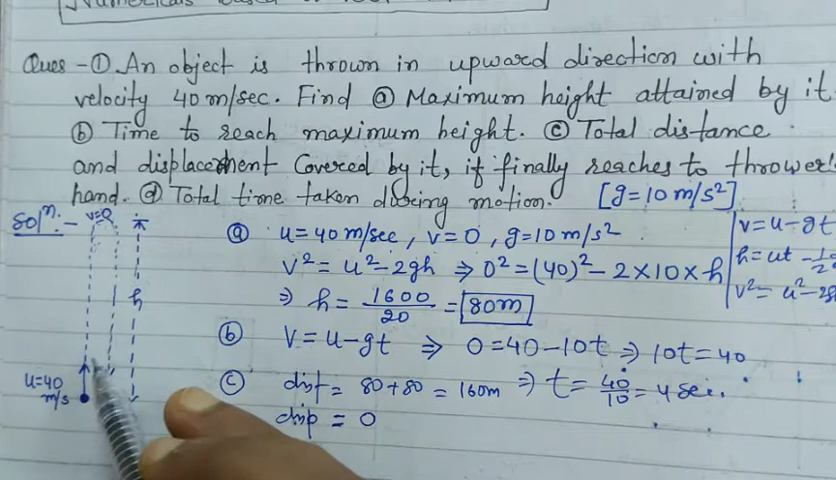 Numericals based
Ques - ① An object is thrown in upward direction with
velocity 40 m/sec. Find ⓐ Maximum height attained by it.
ⓑ Time to reach maximum height. ⓒ Total distance
and displacement Covered by it, if finally reaches to thrower's
hand. ⓓ Total time taken during motion. [g=10 m/s²]
Solⁿ:- v=0
ⓐ u=40 m/sec, v=0, g=10 m/s²
v=u-gt
v²=u²-2gh ⇒ 0²=(40)²-2×10×h
h=ut-1/2
h
⇒ h= 1600/20 = 80m
v²=u²-2g
ⓑ v=u-gt ⇒ 0=40-10t ⇒ 10t=40
u=40 m/s
ⓒ dist= 80+80 = 160m ⇒ t= 40/10 = 4 sec.
disp = 0